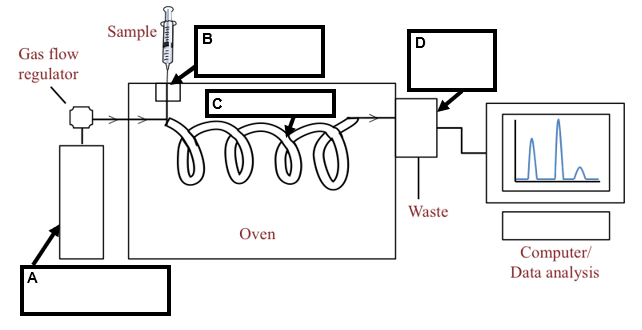 Sample
B
D
Gas flow
regulator
C
Waste
Oven
Computer/
Data analysis
A